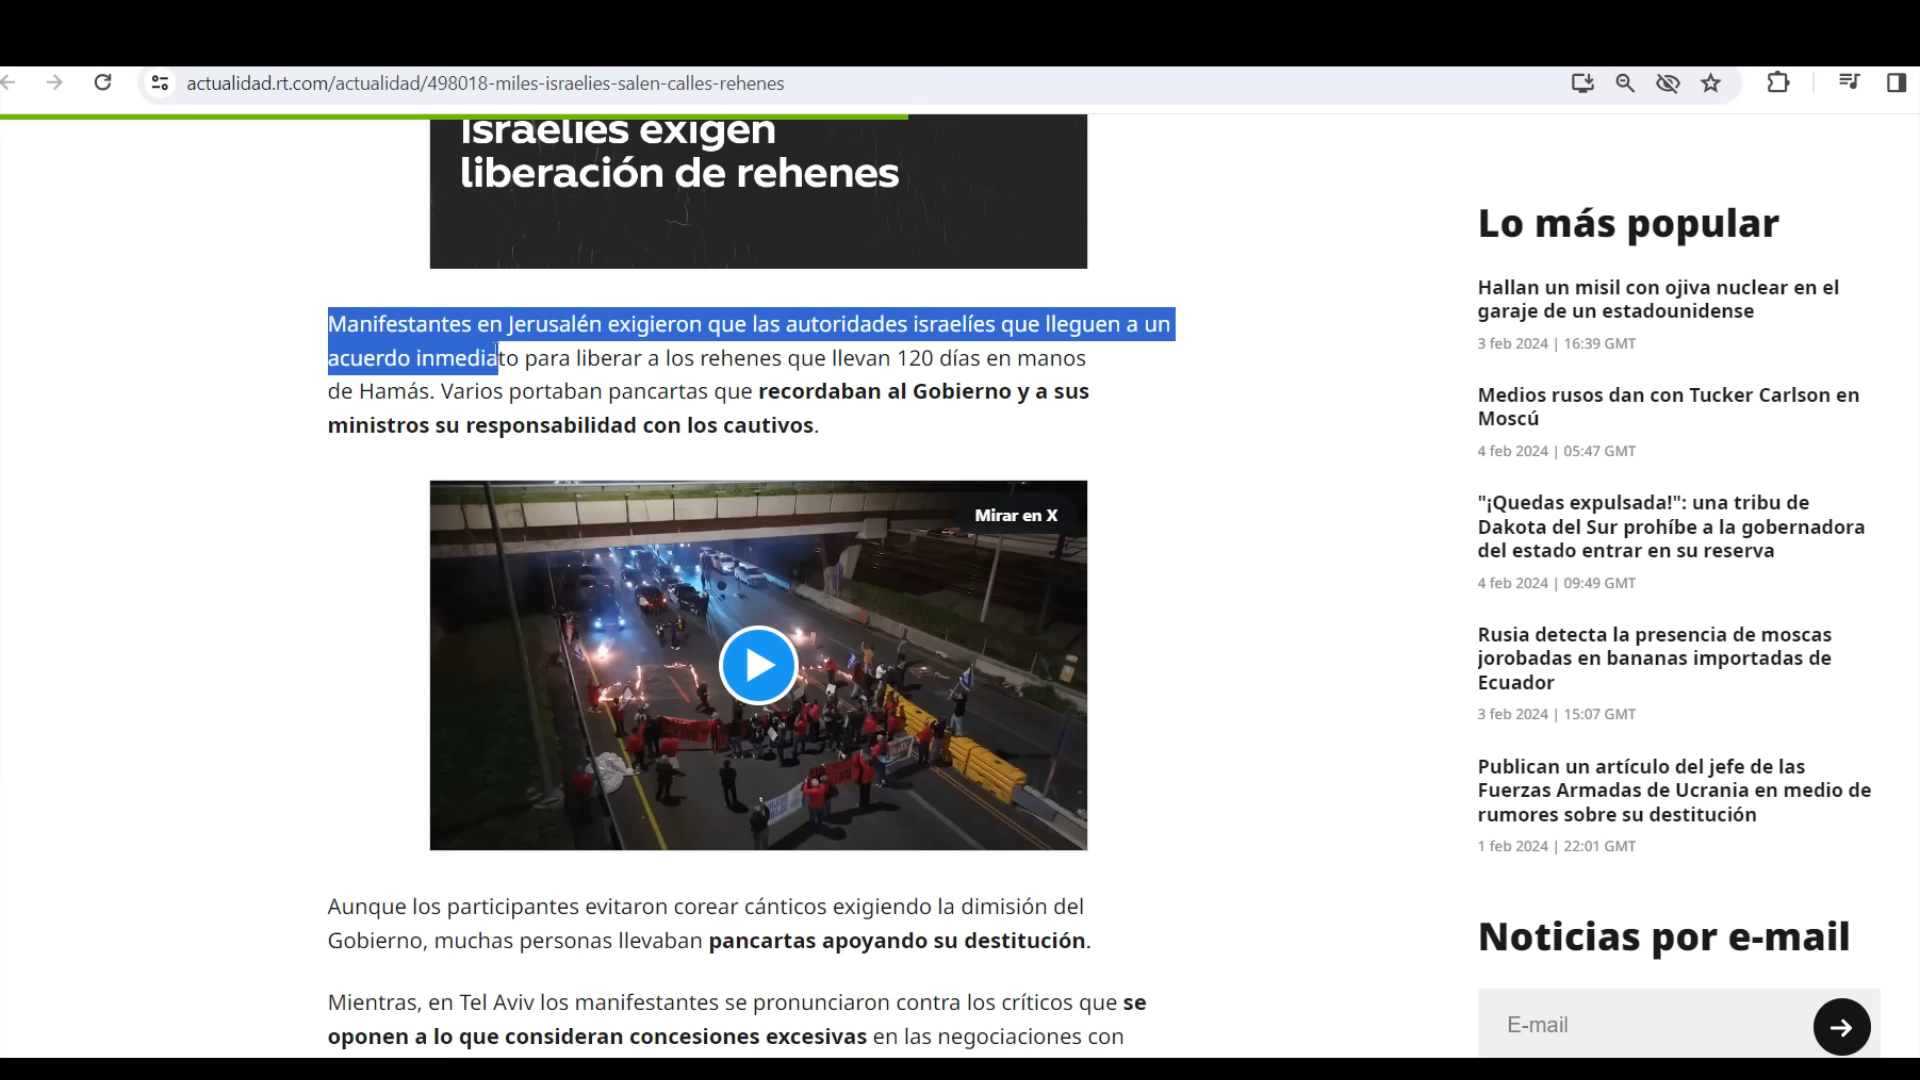 actualidad.rt.com/actualidad/498018-miles-israelies-salen-calles-rehenes
Israelíes exigen
liberación de rehenes
Manifestantes en Jerusalén exigieron que las autoridades israelíes que lleguen a un
acuerdo inmediato para liberar a los rehenes que llevan 120 días en manos
de Hamás. Varios portaban pancartas que recordaban al Gobierno y a sus
ministros su responsabilidad con los cautivos.
Mirar en X
Aunque los participantes evitaron corear cánticos exigiendo la dimisión del
Gobierno, muchas personas llevaban pancartas apoyando su destitución.
Mientras, en Tel Aviv los manifestantes se pronunciaron contra los críticos que se
oponen a lo que consideran concesiones excesivas en las negociaciones con
Lo más popular
Hallan un misil con ojiva nuclear en el
garaje de un estadounidense
3 feb 2024 | 16:39 GMT
Medios rusos dan con Tucker Carlson en
Moscú
4 feb 2024 | 05:47 GMT
"¡Quedas expulsada!": una tribu de
Dakota del Sur prohíbe a la gobernadora
del estado entrar en su reserva
4 feb 2024 | 09:49 GMT
Rusia detecta la presencia de moscas
jorobadas en bananas importadas de
Ecuador
3 feb 2024 | 15:07 GMT
Publican un artículo del jefe de las
Fuerzas Armadas de Ucrania en medio de
rumores sobre su destitución
1 feb 2024 | 22:01 GMT
Noticias por e-mail
E-mail